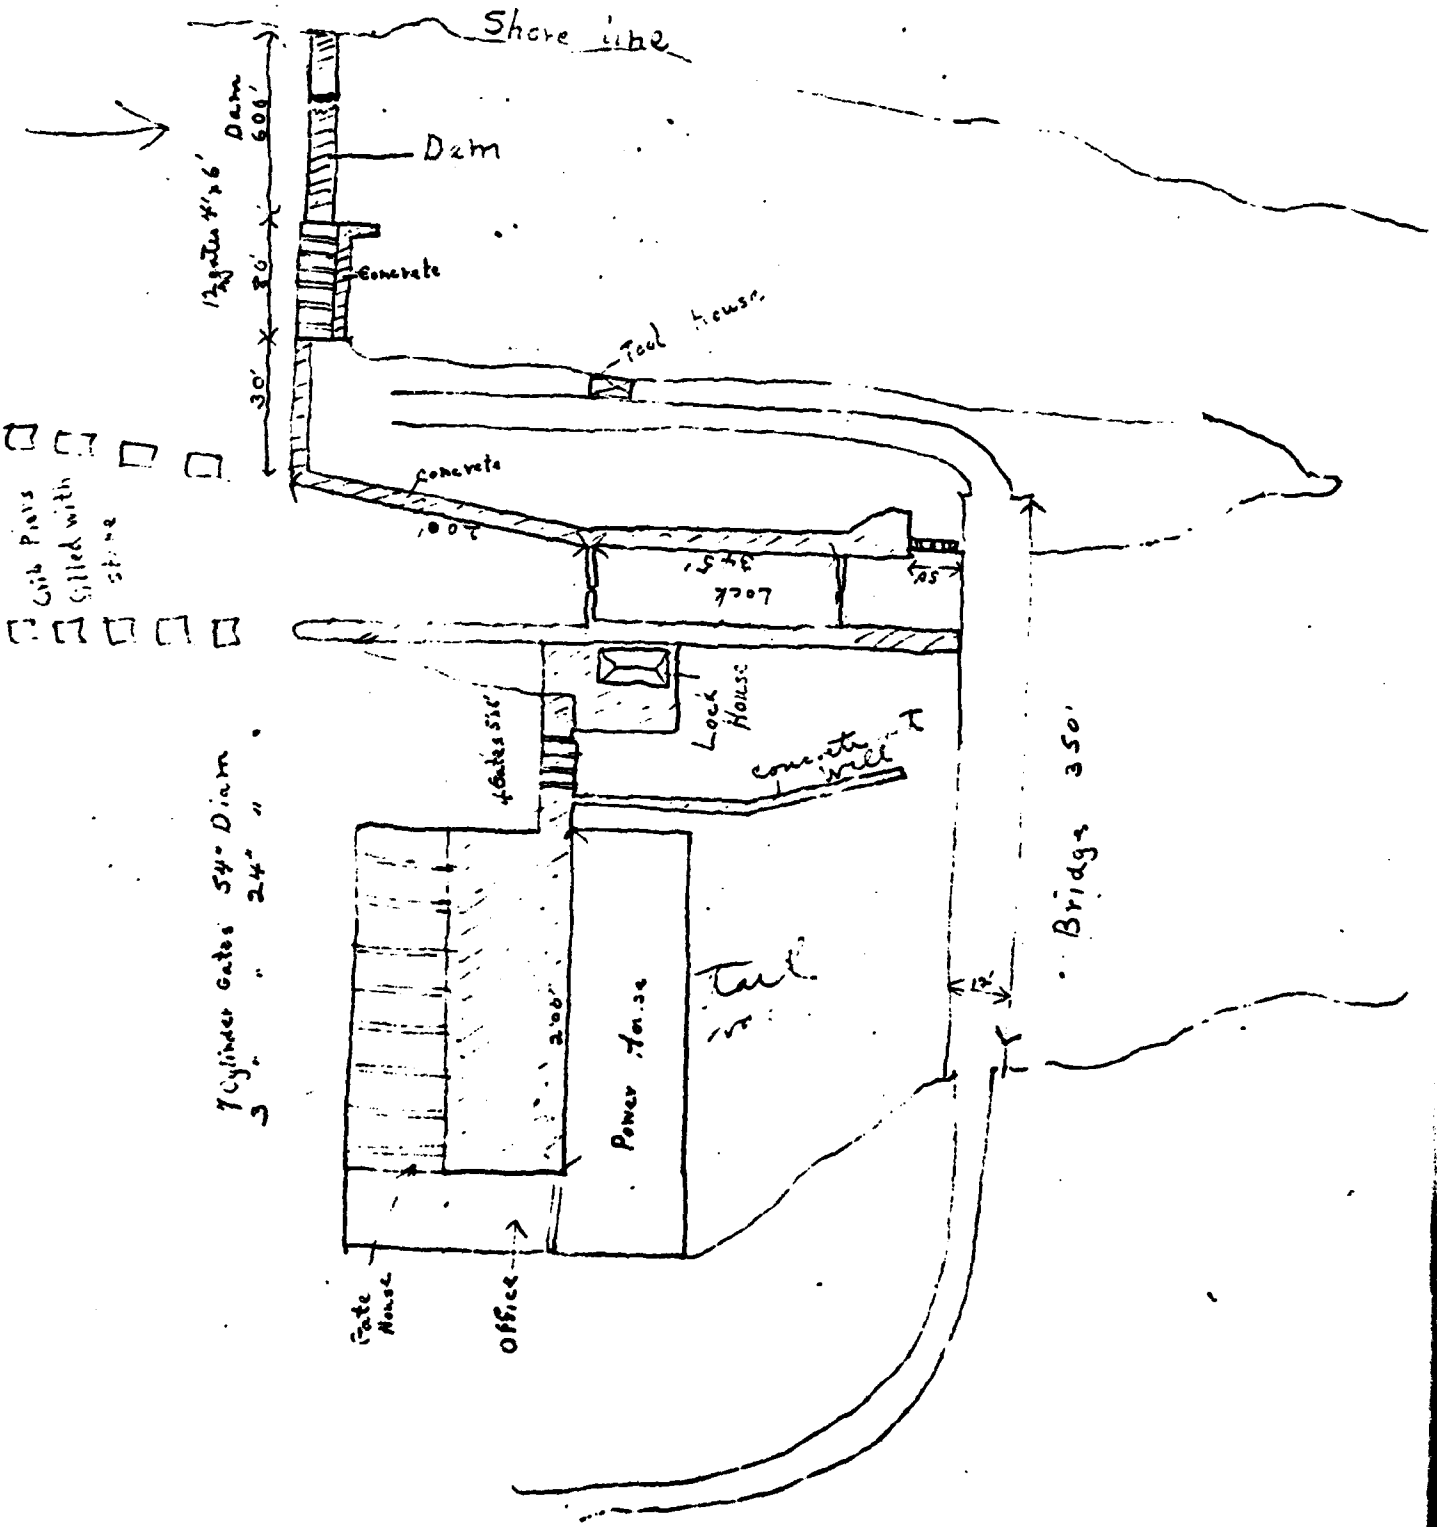 Shore line
Dam
600'
Dam
12 gates 4'x6'
80'
Concrete
30'
Tool house
Crib Piers
filled with
stone
Concrete
200'
345'
Lock
50'
Lock
House
4 Gates 5x6'
concrete
wall
7 Cylinder Gates 54" Diam
3 " " 24" " "
Bridge 350'
200'
Power House
Tail
12'
Gate
House
Office